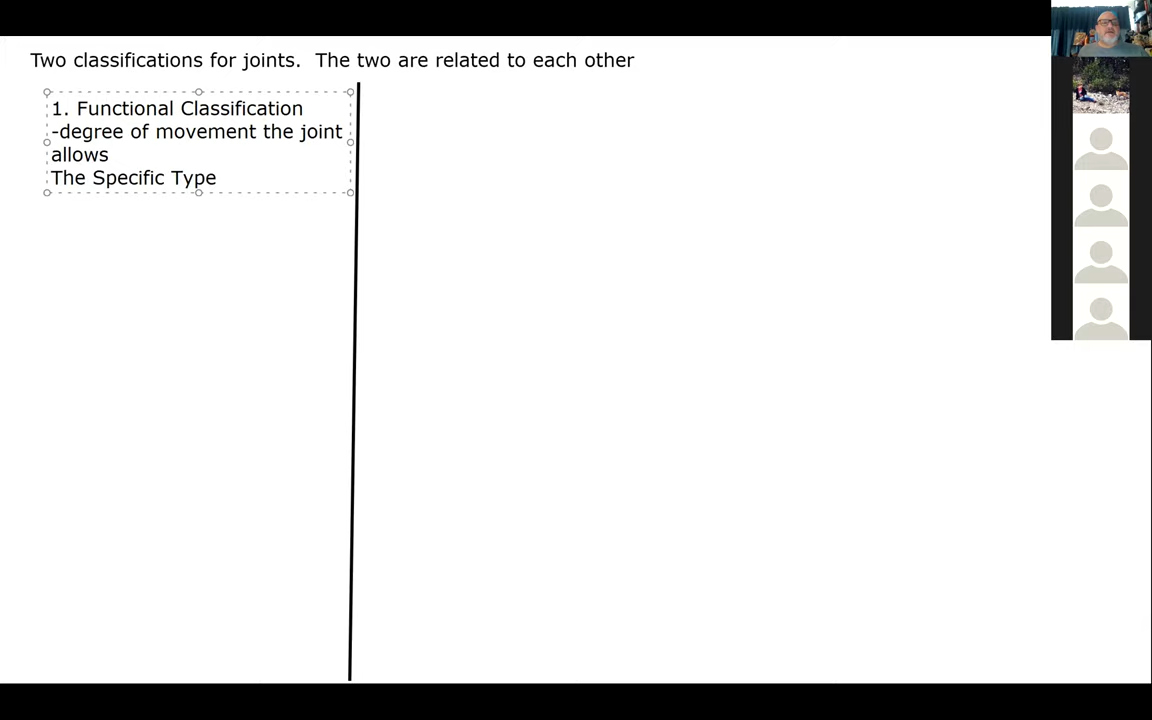 Two classifications for joints.  The two are related to each other
1. Functional Classification
-degree of movement the joint
allows
The Specific Type